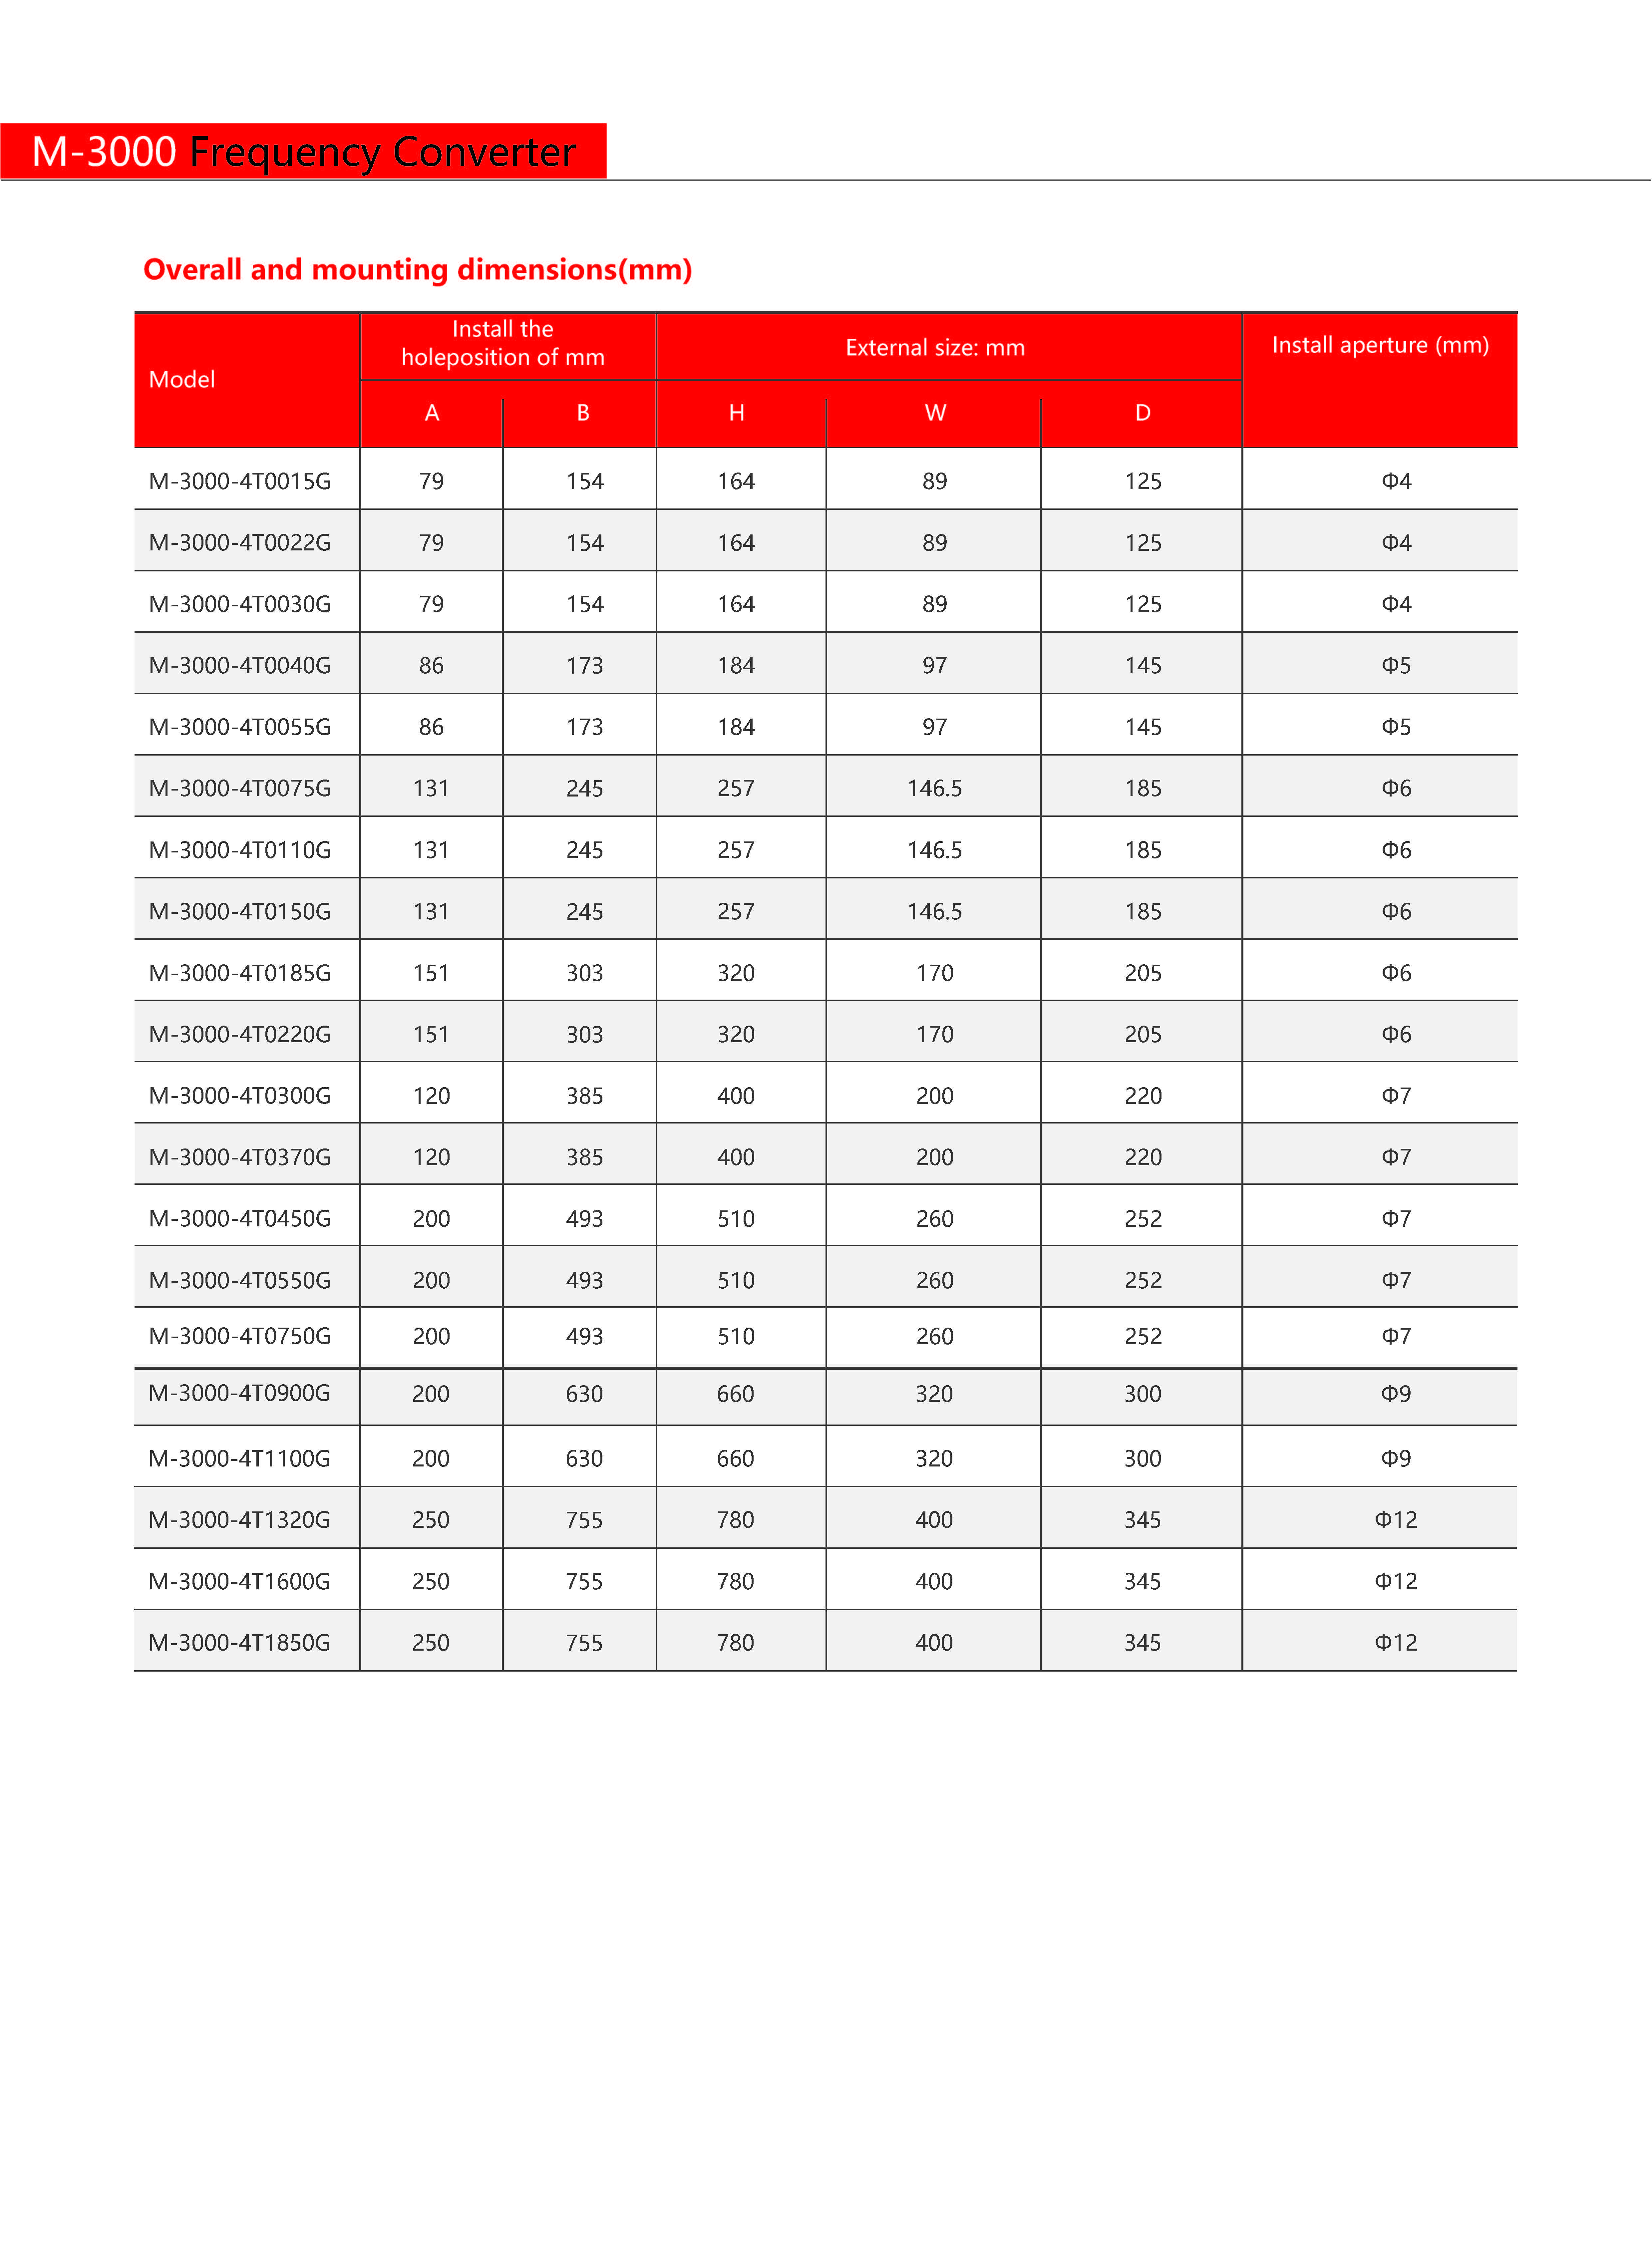 M-3000 Frequency Converter
Overall and mounting dimensions(mm)
Model
Install the
holeposition of mm
External size: mm
Install aperture (mm)
A B H W D
M-3000-4T0015G 79 154 164 89 125 Φ4
M-3000-4T0022G 79 154 164 89 125 Φ4
M-3000-4T0030G 79 154 164 89 125 Φ4
M-3000-4T0040G 86 173 184 97 145 Φ5
M-3000-4T0055G 86 173 184 97 145 Φ5
M-3000-4T0075G 131 245 257 146.5 185 Φ6
M-3000-4T0110G 131 245 257 146.5 185 Φ6
M-3000-4T0150G 131 245 257 146.5 185 Φ6
M-3000-4T0185G 151 303 320 170 205 Φ6
M-3000-4T0220G 151 303 320 170 205 Φ6
M-3000-4T0300G 120 385 400 200 220 Φ7
M-3000-4T0370G 120 385 400 200 220 Φ7
M-3000-4T0450G 200 493 510 260 252 Φ7
M-3000-4T0550G 200 493 510 260 252 Φ7
M-3000-4T0750G 200 493 510 260 252 Φ7
M-3000-4T0900G 200 630 660 320 300 Φ9
M-3000-4T1100G 200 630 660 320 300 Φ9
M-3000-4T1320G 250 755 780 400 345 Φ12
M-3000-4T1600G 250 755 780 400 345 Φ12
M-3000-4T1850G 250 755 780 400 345 Φ12